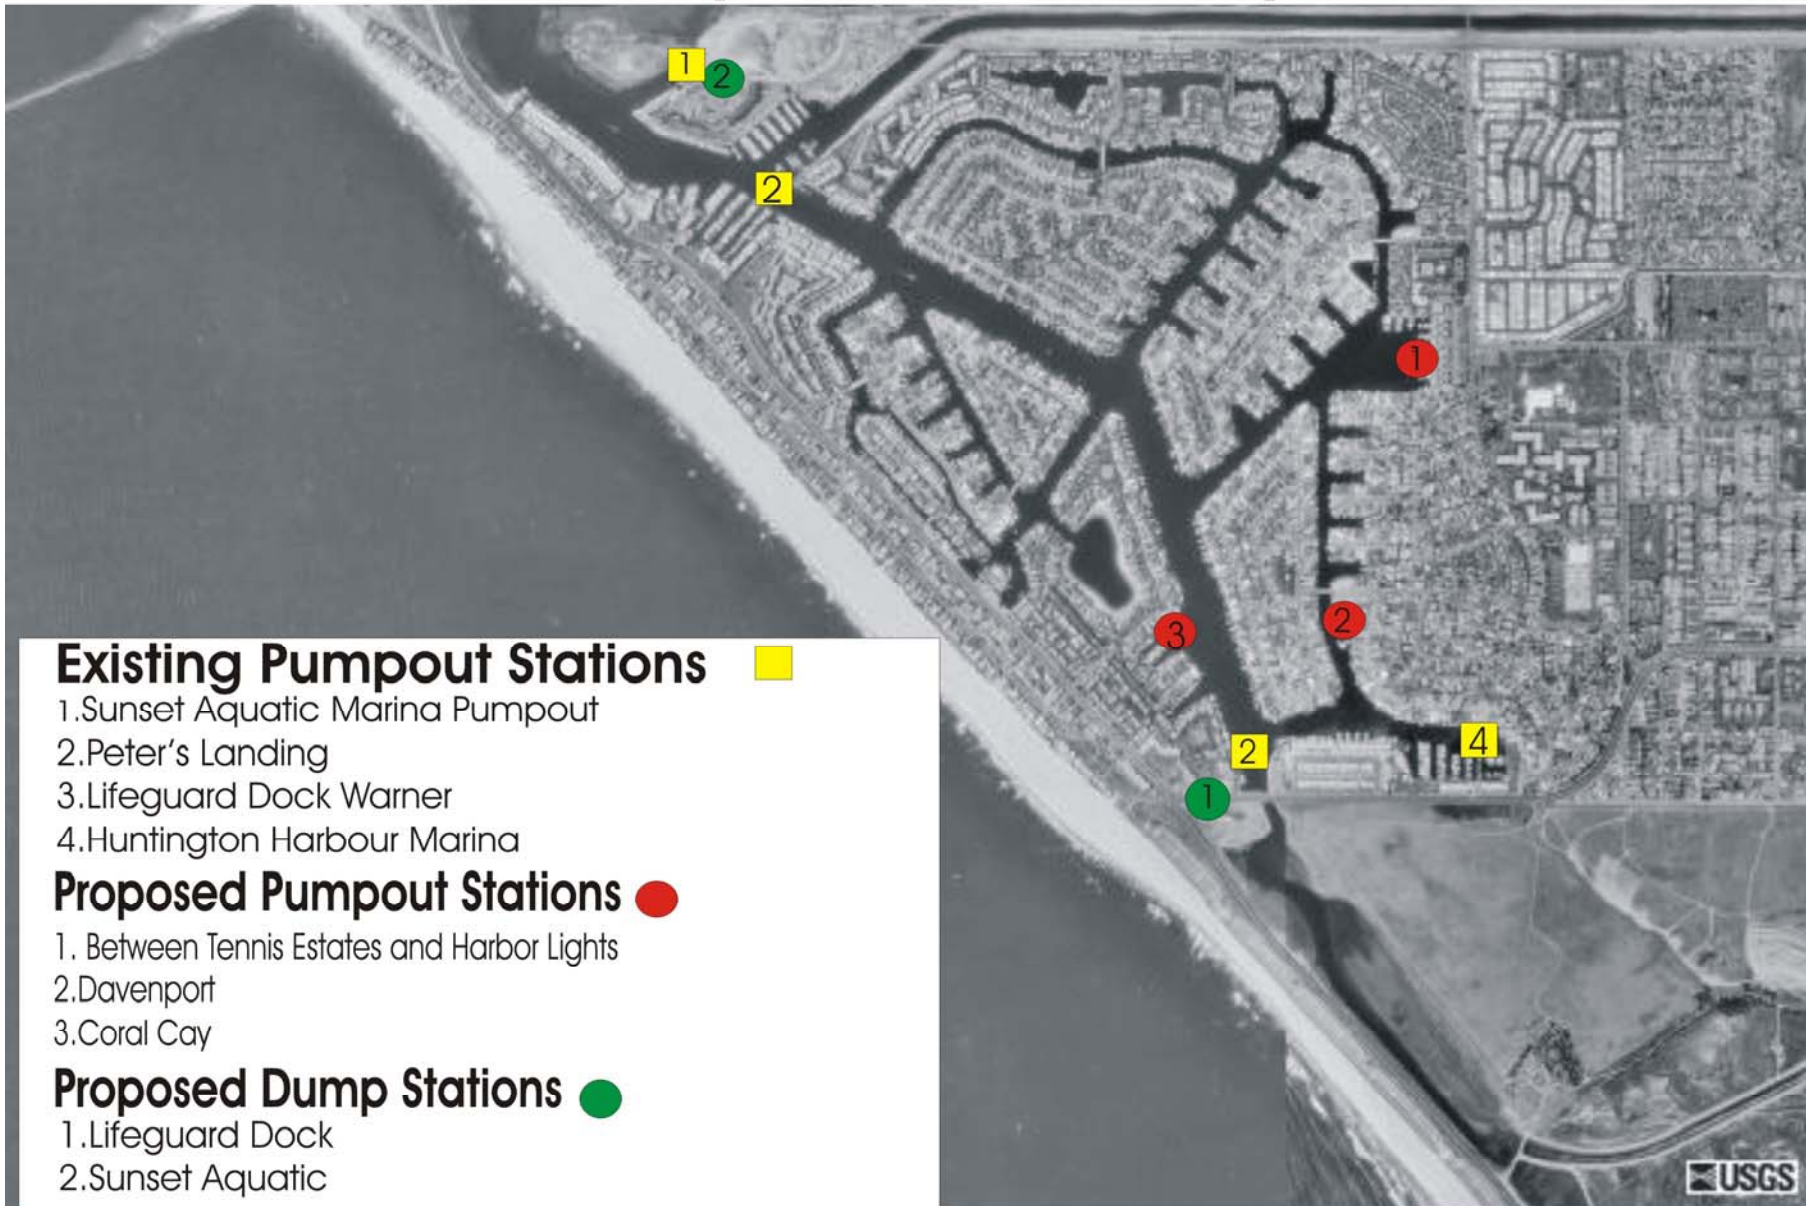 1
2
2
1
3
2
2
4
1
Existing Pumpout Stations
1.Sunset Aquatic Marina Pumpout
2.Peter's Landing
3.Lifeguard Dock Warner
4.Huntington Harbour Marina
Proposed Pumpout Stations
1. Between Tennis Estates and Harbor Lights
2.Davenport
3.Coral Cay
Proposed Dump Stations
1.Lifeguard Dock
2.Sunset Aquatic
USGS